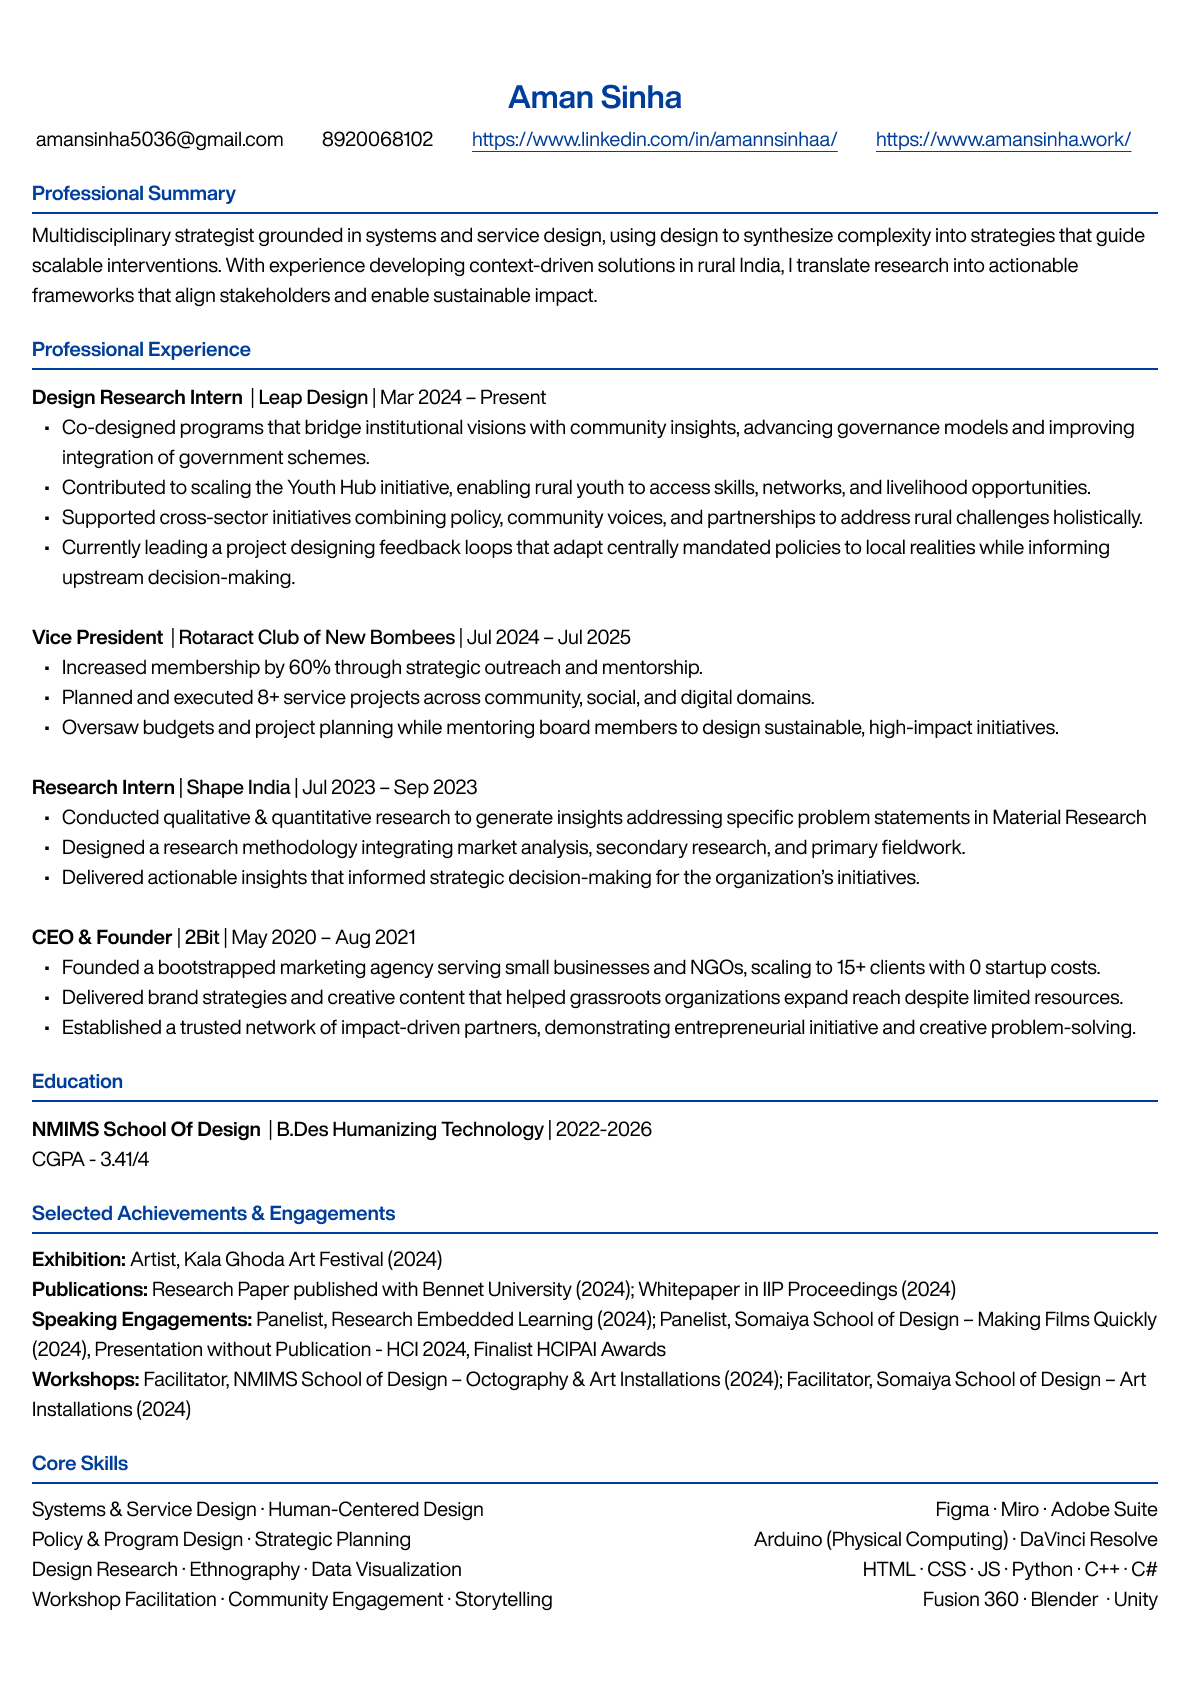 Aman Sinha
amansinha5036@gmail.com 8920068102 https://www.linkedin.com/in/amannsinhaa/ https://www.amansinha.work/
Professional Summary
Multidisciplinary strategist grounded in systems and service design, using design to synthesize complexity into strategies that guide
scalable interventions. With experience developing context-driven solutions in rural India, I translate research into actionable
frameworks that align stakeholders and enable sustainable impact.
Professional Experience
Design Research Intern | Leap Design | Mar 2024 – Present
• Co-designed programs that bridge institutional visions with community insights, advancing governance models and improving
integration of government schemes.
• Contributed to scaling the Youth Hub initiative, enabling rural youth to access skills, networks, and livelihood opportunities.
• Supported cross-sector initiatives combining policy, community voices, and partnerships to address rural challenges holistically.
• Currently leading a project designing feedback loops that adapt centrally mandated policies to local realities while informing
upstream decision-making.
Vice President | Rotaract Club of New Bombees | Jul 2024 – Jul 2025
• Increased membership by 60% through strategic outreach and mentorship.
• Planned and executed 8+ service projects across community, social, and digital domains.
• Oversaw budgets and project planning while mentoring board members to design sustainable, high-impact initiatives.
Research Intern | Shape India | Jul 2023 – Sep 2023
• Conducted qualitative & quantitative research to generate insights addressing specific problem statements in Material Research
• Designed a research methodology integrating market analysis, secondary research, and primary fieldwork.
• Delivered actionable insights that informed strategic decision-making for the organization’s initiatives.
CEO & Founder | 2Bit | May 2020 – Aug 2021
• Founded a bootstrapped marketing agency serving small businesses and NGOs, scaling to 15+ clients with 0 startup costs.
• Delivered brand strategies and creative content that helped grassroots organizations expand reach despite limited resources.
• Established a trusted network of impact-driven partners, demonstrating entrepreneurial initiative and creative problem-solving.
Education
NMIMS School Of Design | B.Des Humanizing Technology | 2022-2026
CGPA - 3.41/4
Selected Achievements & Engagements
Exhibition: Artist, Kala Ghoda Art Festival (2024)
Publications: Research Paper published with Bennet University (2024); Whitepaper in IIP Proceedings (2024)
Speaking Engagements: Panelist, Research Embedded Learning (2024); Panelist, Somaiya School of Design – Making Films Quickly
(2024), Presentation without Publication - HCI 2024, Finalist HCIPAI Awards
Workshops: Facilitator, NMIMS School of Design – Octography & Art Installations (2024); Facilitator, Somaiya School of Design – Art
Installations (2024)
Core Skills
Systems & Service Design · Human-Centered Design Figma · Miro · Adobe Suite
Policy & Program Design · Strategic Planning Arduino (Physical Computing) · DaVinci Resolve
Design Research · Ethnography · Data Visualization HTML · CSS · JS · Python · C++ · C#
Workshop Facilitation · Community Engagement · Storytelling Fusion 360 · Blender · Unity